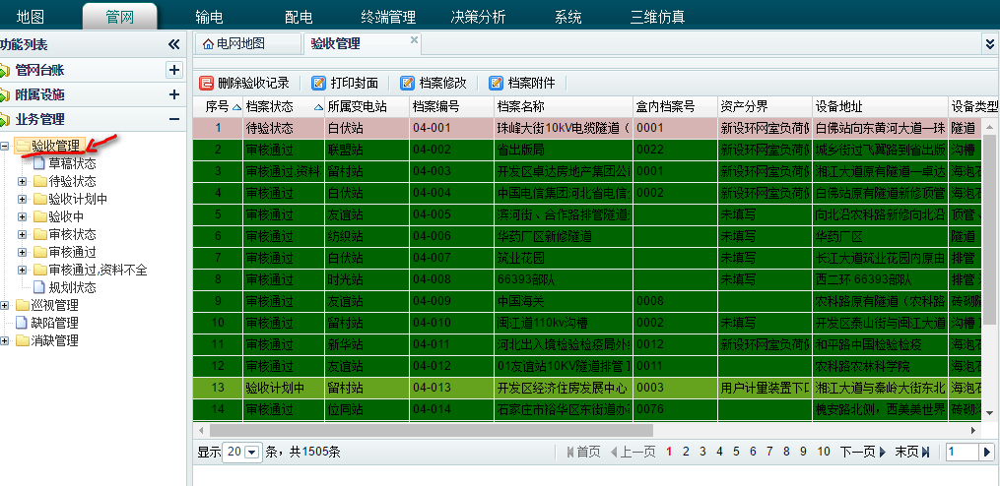 地图 管网 输电 配电 终端管理 决策分析 系统 三维仿真
功能列表
管网台账
附属设施
业务管理
验收管理
草稿状态
待验状态
验收计划中
验收中
审核状态
审核通过
审核通过,资料不全
规划状态
巡视管理
缺陷管理
消缺管理
电网地图 验收管理
删除验收记录 打印封面 档案修改 档案附件
序号 档案状态 所属变电站 档案编号 档案名称 盒内档案号 资产分界 设备地址 设备类型
1 待验状态 白伏站 04-001 珠峰大街10kV电缆隧道( 0001 新设环网室负荷侧 白佛站向东黄河大道—珠 隧道
2 审核通过 联盟站 04-002 省出版局 0022 新设环网室负荷侧 城乡街过飞翼路到省出版 沟槽
3 审核通过,资料 留村站 04-003 开发区卓达房地产集团公 0001 新设环网室负荷侧 湘江大道原有隧道—卓达 海泡石
4 审核通过 白伏站 04-004 中国电信集团河北省电信 0002 新设环网室负荷侧 白佛站原有隧道新修顶管 海泡石
5 审核通过 友谊站 04-005 滨河街、合作路排管隧道 未填写 向北沿农科路新修向北沿 顶管、
6 审核通过 纺织站 04-006 华药厂区新修隧道 未填写 华药厂区 隧道
7 审核通过 白伏站 04-007 筑业花园 未填写 长江大道筑业花园内原由 排管
8 审核通过 时光站 04-008 66393部队 未填写 西二环 66393部队 排管
9 审核通过 友谊站 04-009 中国海关 0008 农科路原有隧道(农科路 砖砌隧
10 审核通过 留村站 04-010 闽江道110kv沟槽 0002 未填写 开发区泰山街与闽江大道 沟槽
11 审核通过 新华站 04-011 河北出入境检验检疫局外 0012 新设环网室负荷侧 和平路中国检验检疫 海泡石
12 审核通过 友谊站 04-012 01友谊站10KV隧道排管工 0011 农科路农林科学院 海泡石
13 验收计划中 留村站 04-013 开发区经济住房发展中心 0003 用户计量装置下口 湘江大道与秦岭大街东北 海泡石
14 审核通过 位同站 04-014 石家庄市裕华区东街道办 0076 槐安路北侧，西美美世界 砖砌沟
显示 20 条，共1505条 首页 上一页 1 2 3 4 5 6 7 8 9 10 下一页 末页 1